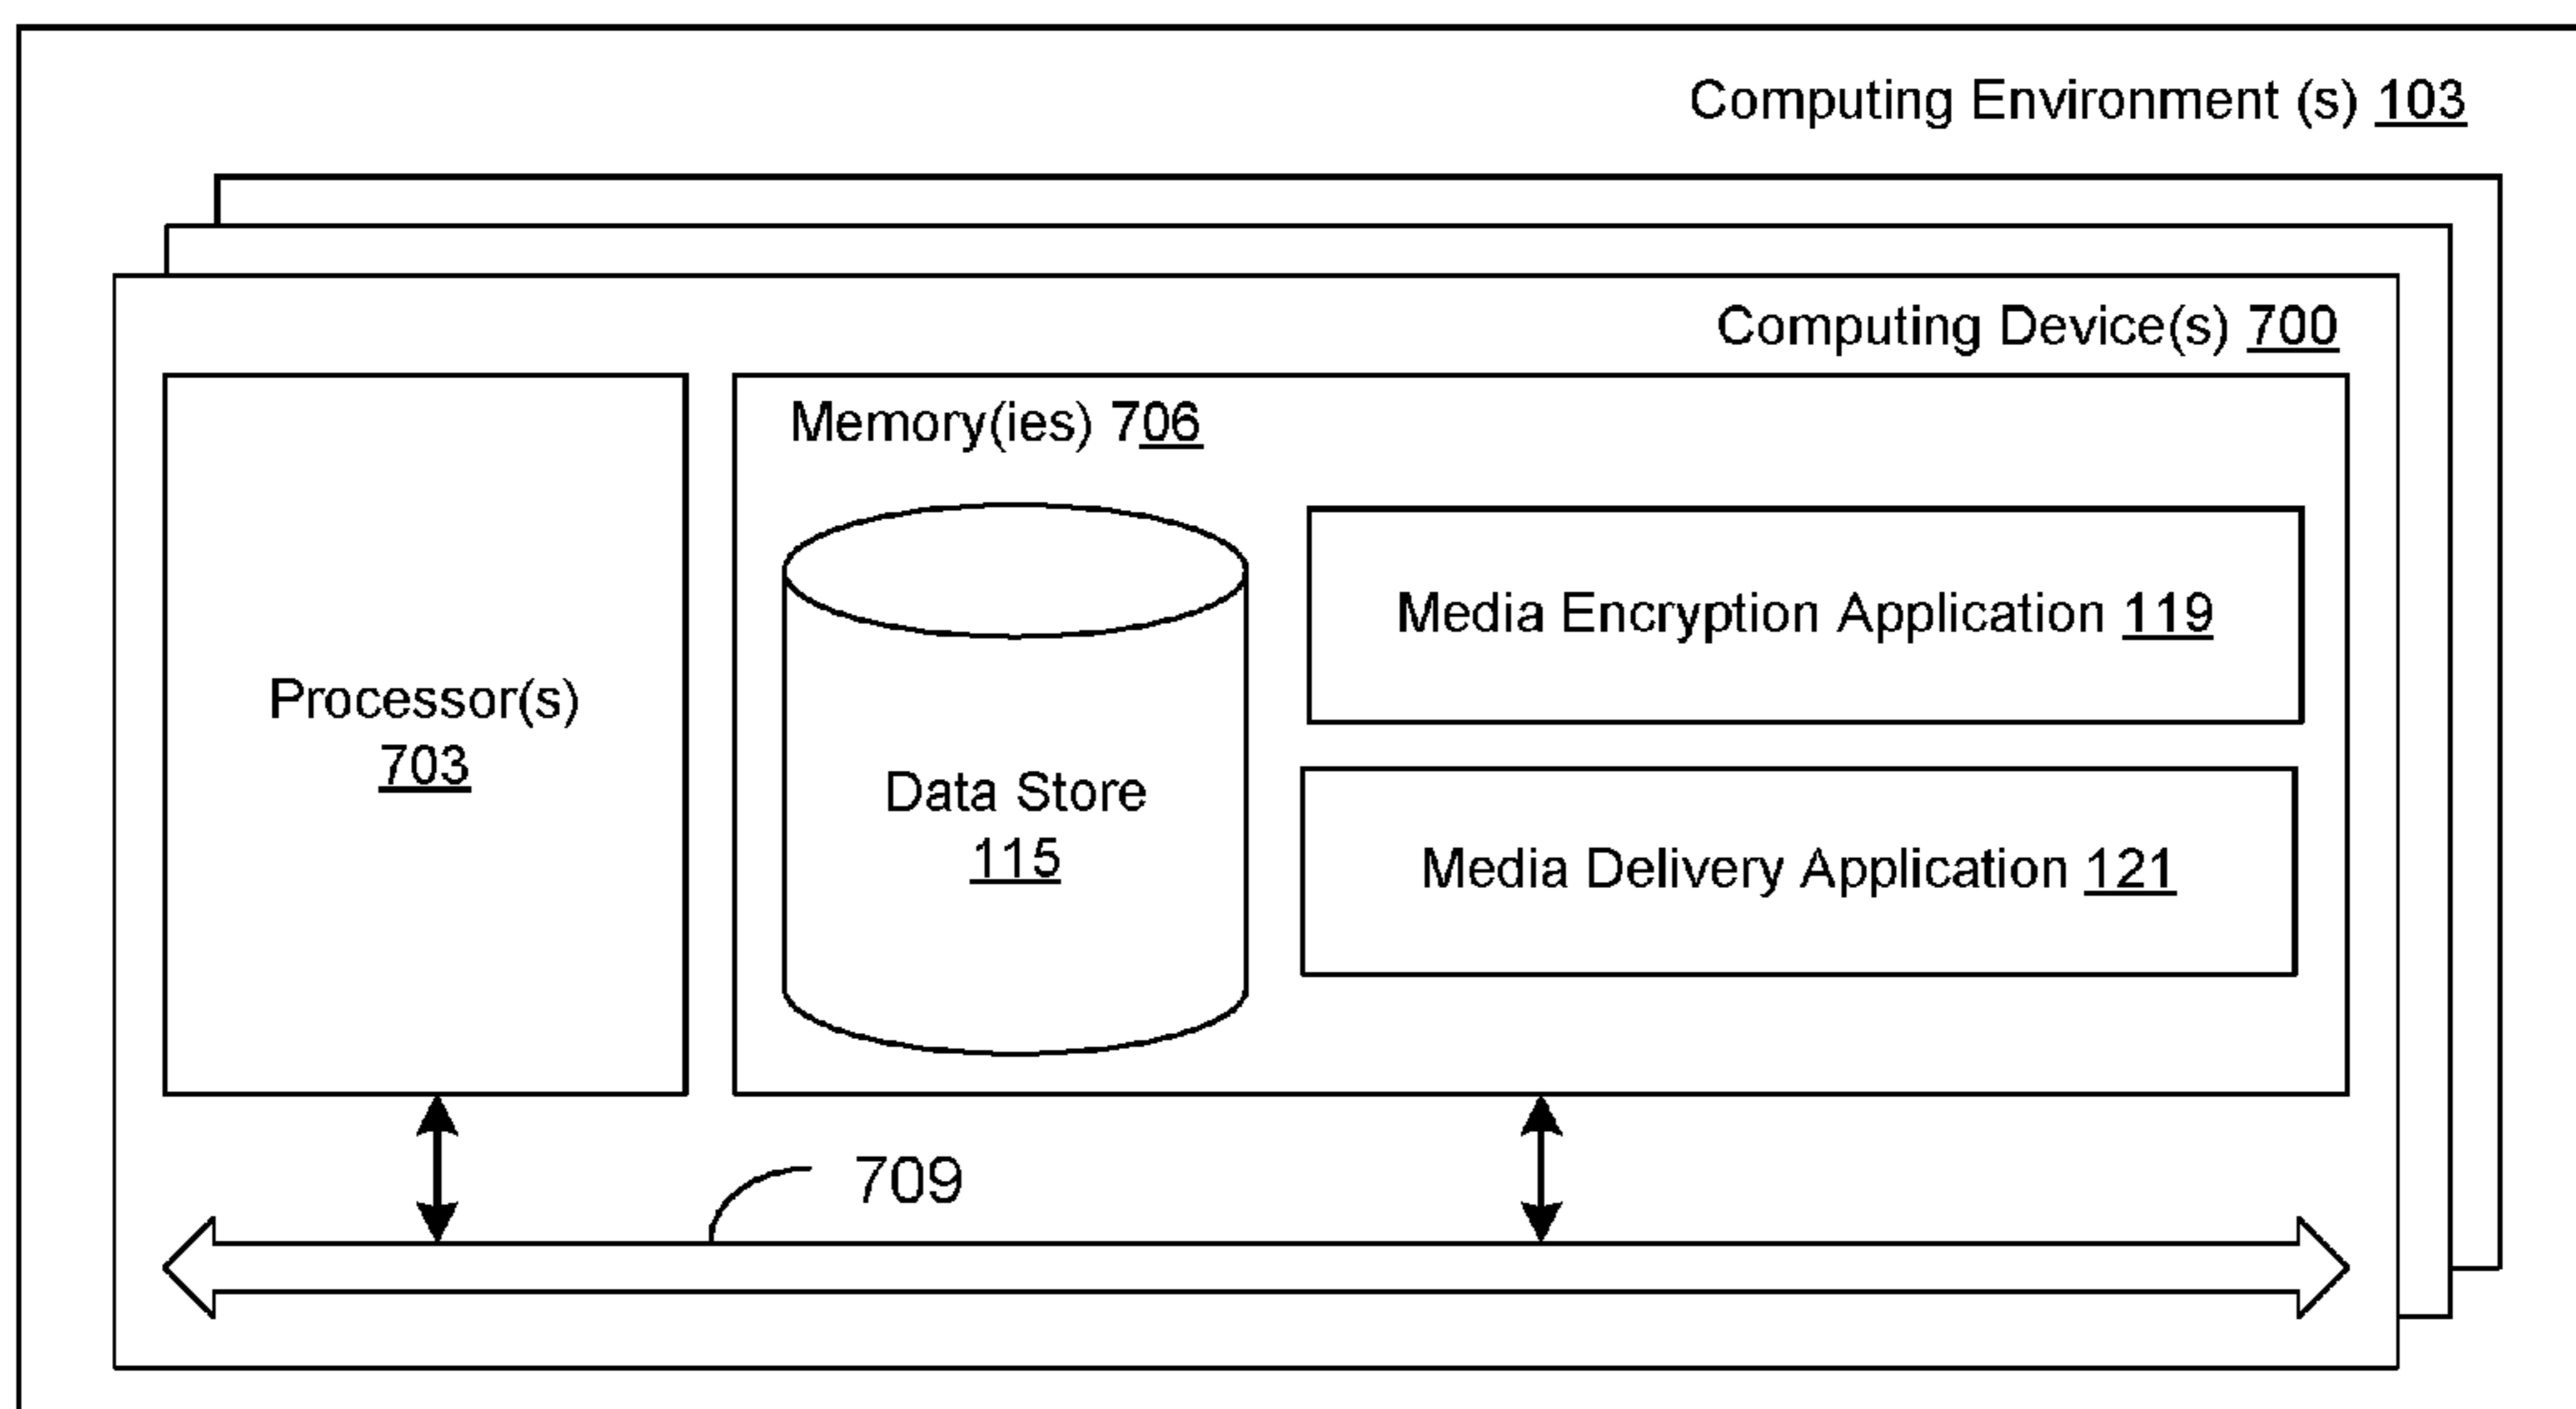 Computing Environment (s) 103
Computing Device(s) 700
Memory(ies) 706
Processor(s)
703
Data Store
115
Media Encryption Application 119
Media Delivery Application 121
709